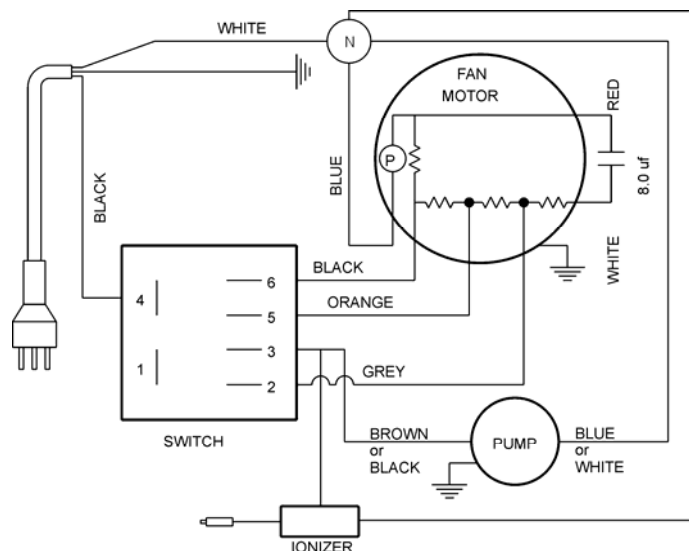 WHITE
N
FAN
MOTOR
RED
P
BLUE
8.0 uf
BLACK
WHITE
BLACK
6
4
ORANGE
5
3
1
GREY
2
SWITCH
BROWN
or
BLACK
PUMP
BLUE
or
WHITE
IONIZER